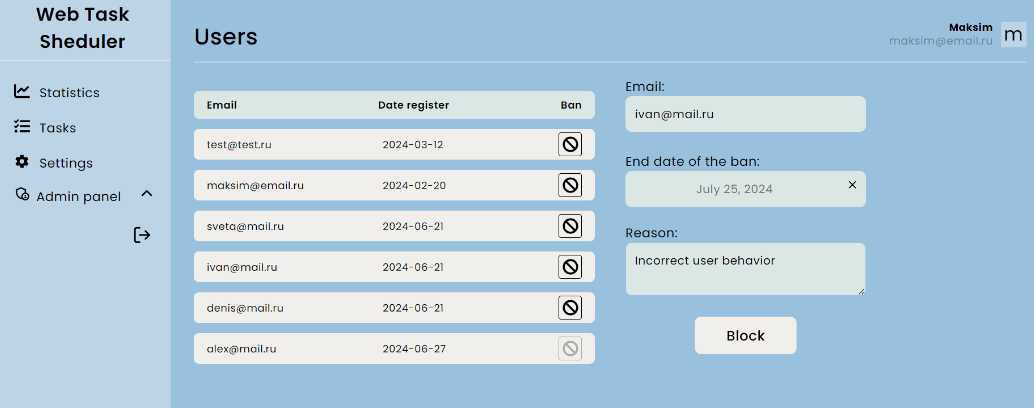 Web Task
Sheduler
Statistics
Tasks
Settings
Admin panel
Users
Maksim
maksim@email.ru
m
Email Date register Ban
test@test.ru 2024-03-12
maksim@email.ru 2024-02-20
sveta@mail.ru 2024-06-21
ivan@mail.ru 2024-06-21
denis@mail.ru 2024-06-21
alex@mail.ru 2024-06-27
Email:
ivan@mail.ru
End date of the ban:
July 25, 2024
Reason:
Incorrect user behavior
Block